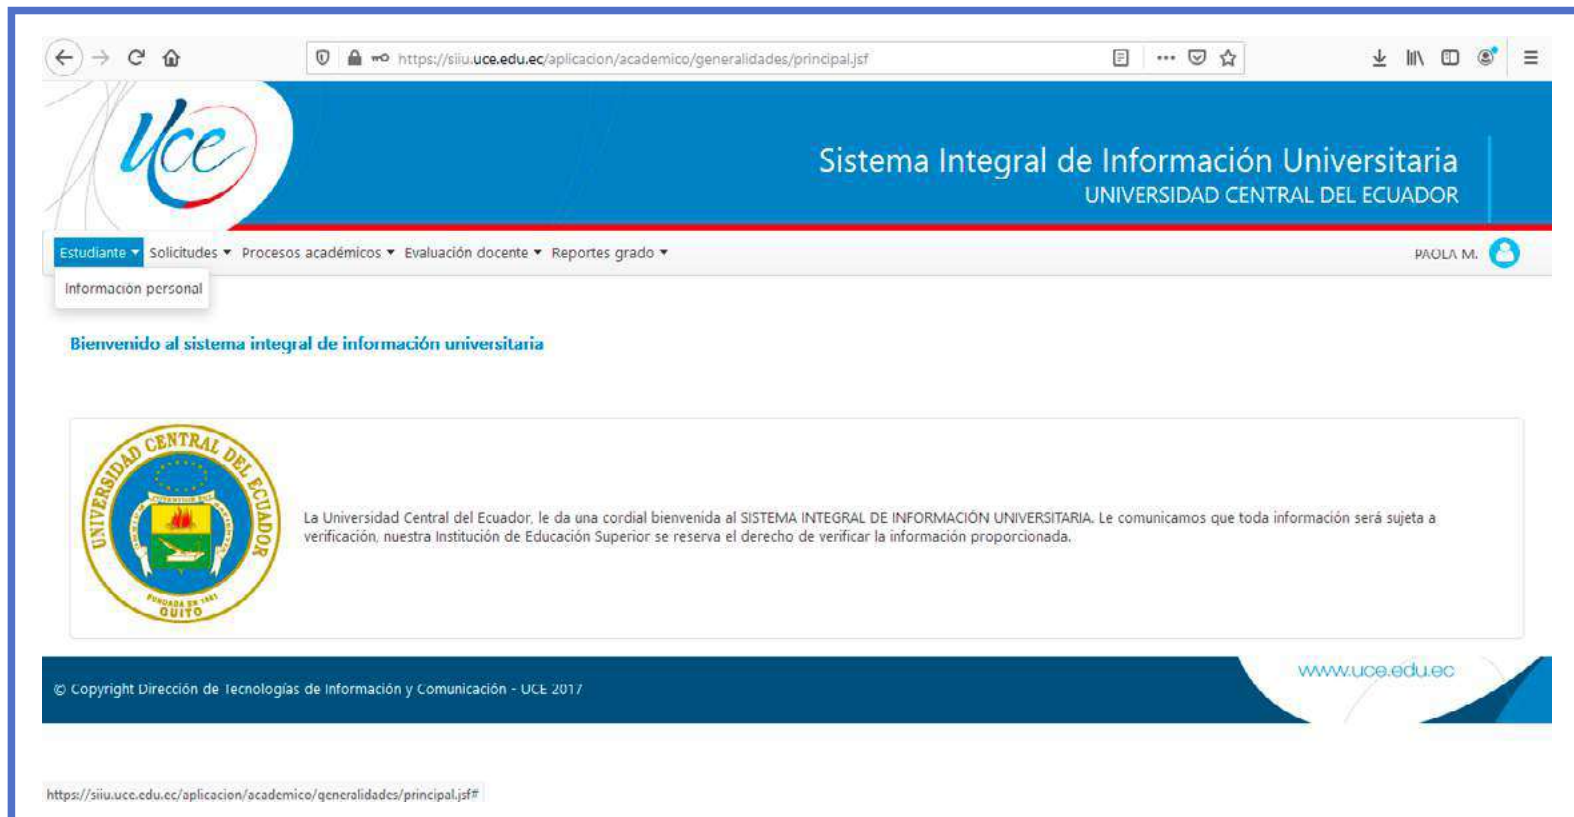 https://siiu.uce.edu.ec/aplicacion/academico/generalidades/principal.jsf
uce
Sistema Integral de Información Universitaria
UNIVERSIDAD CENTRAL DEL ECUADOR
Estudiante Solicitudes Procesos académicos Evaluación docente Reportes grado PAOLA M.
Información personal
Bienvenido al sistema integral de información universitaria
UNIVERSIDAD CENTRAL DEL ECUADOR
FUNDADA EN 1651
QUITO
La Universidad Central del Ecuador, le da una cordial bienvenida al SISTEMA INTEGRAL DE INFORMACIÓN UNIVERSITARIA. Le comunicamos que toda información será sujeta a
verificación, nuestra Institución de Educación Superior se reserva el derecho de verificar la información proporcionada.
www.uce.edu.ec
© Copyright Dirección de Tecnologías de Información y Comunicación - UCE 2017
https://siiu.uce.edu.ec/aplicacion/academico/generalidades/principal.jsf#